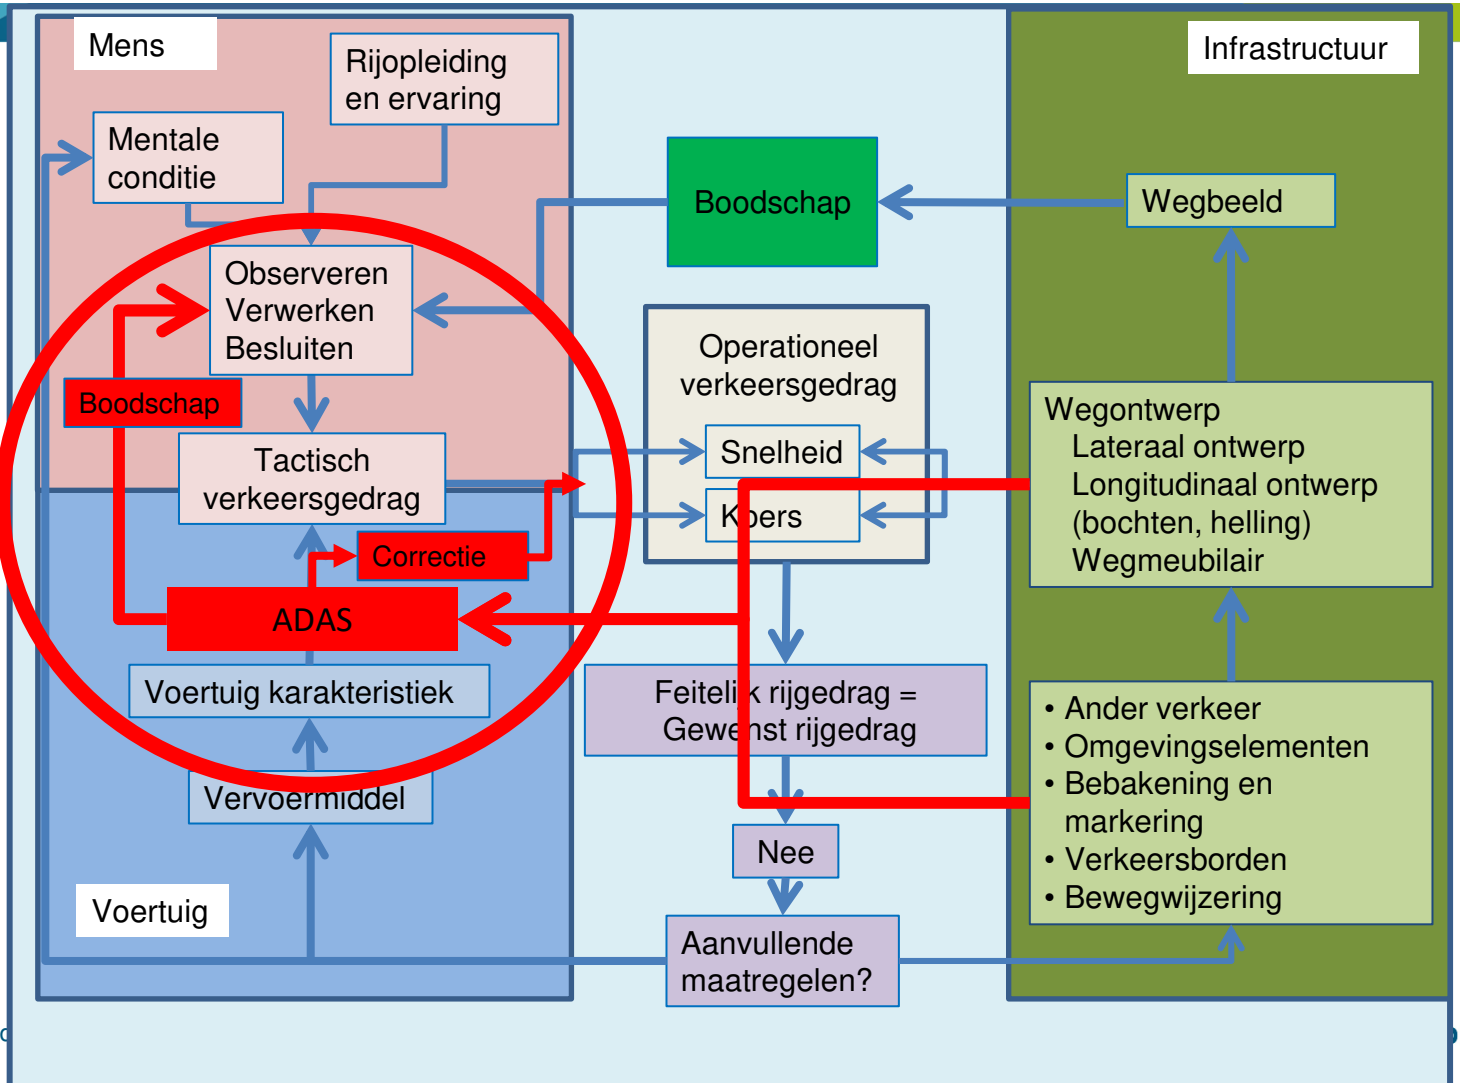 Mens
Rijopleiding
en ervaring
Infrastructuur
Mentale
conditie
Boodschap
Wegbeeld
Observeren
Verwerken
Besluiten
Operationeel
verkeersgedrag
Boodschap
Snelheid
Koers
Wegontwerp
Lateraal ontwerp
Longitudinaal ontwerp
(bochten, helling)
Wegmeubilair
Tactisch
verkeersgedrag
Correctie
ADAS
Voertuig karakteristiek
Feitelijk rijgedrag =
Gewenst rijgedrag
• Ander verkeer
• Omgevingselementen
• Bebakening en
markering
• Verkeersborden
• Bewegwijzering
Vervoermiddel
Nee
Voertuig
Aanvullende
maatregelen?